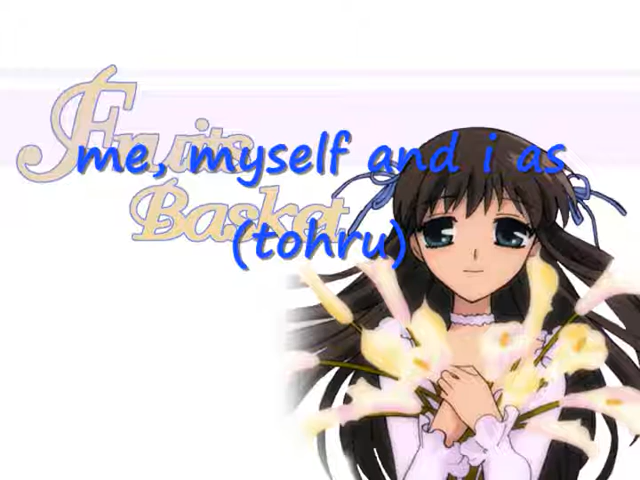 Fruits
Basket
me, myself and i as
(tohru)